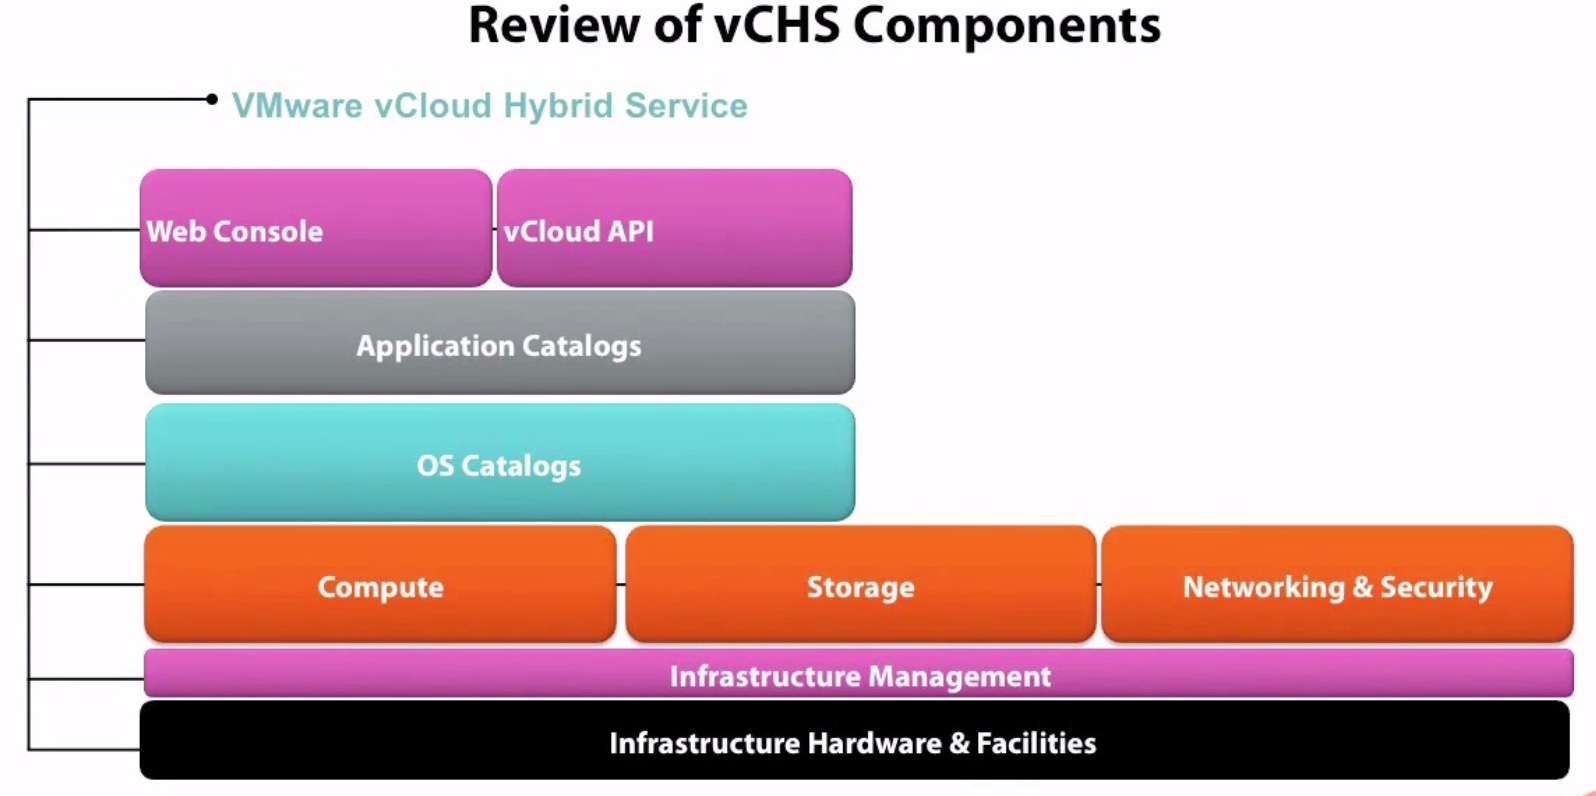 Review of vCHS Components
VMware vCloud Hybrid Service
Web Console
vCloud API
Application Catalogs
OS Catalogs
Compute
Storage
Networking & Security
Infrastructure Management
Infrastructure Hardware & Facilities